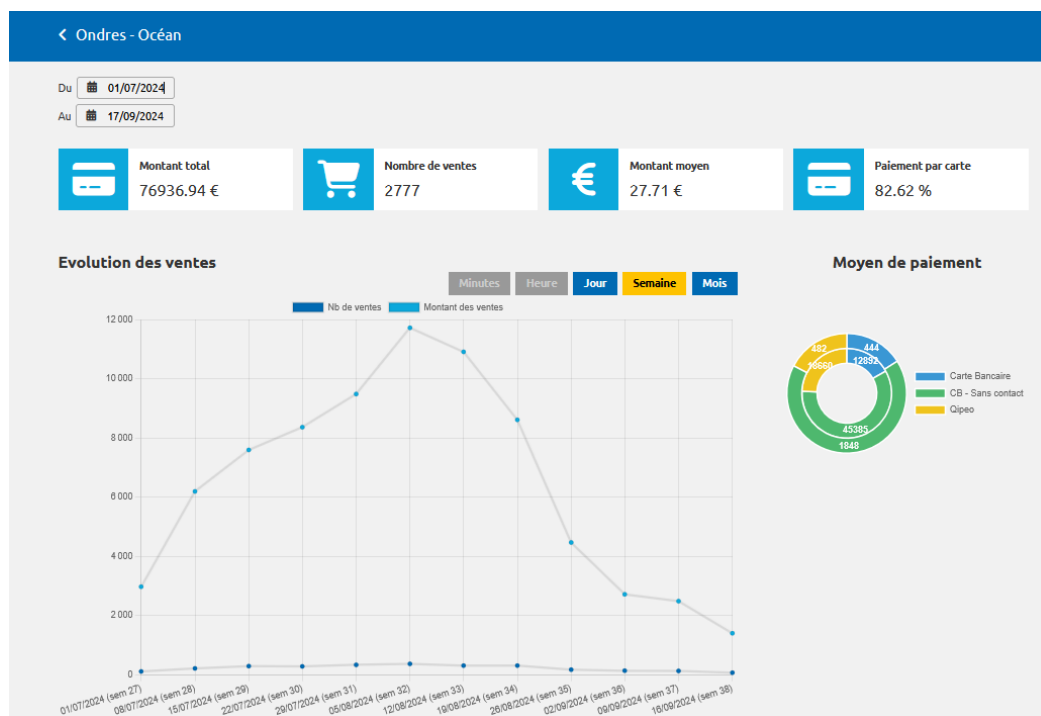 Ondres - Océan
Du 01/07/2024
Au 17/09/2024
Montant total
76936.94 €
Nombre de ventes
2777
€
Montant moyen
27.71 €
Paiement par carte
82.62 %
Evolution des ventes
Moyen de paiement
Minutes Heure Jour Semaine Mois
Nb de ventes Montant des ventes
12 000
10 000
8 000
6 000
4 000
2 000
0
01/07/2024 (sem 27)
08/07/2024 (sem 28)
15/07/2024 (sem 29)
22/07/2024 (sem 30)
29/07/2024 (sem 31)
05/08/2024 (sem 32)
12/08/2024 (sem 33)
19/08/2024 (sem 34)
26/08/2024 (sem 35)
02/09/2024 (sem 36)
09/09/2024 (sem 37)
16/09/2024 (sem 38)
482
444
12892
45385
1848
Carte Bancaire
CB - Sans contact
Qipeo